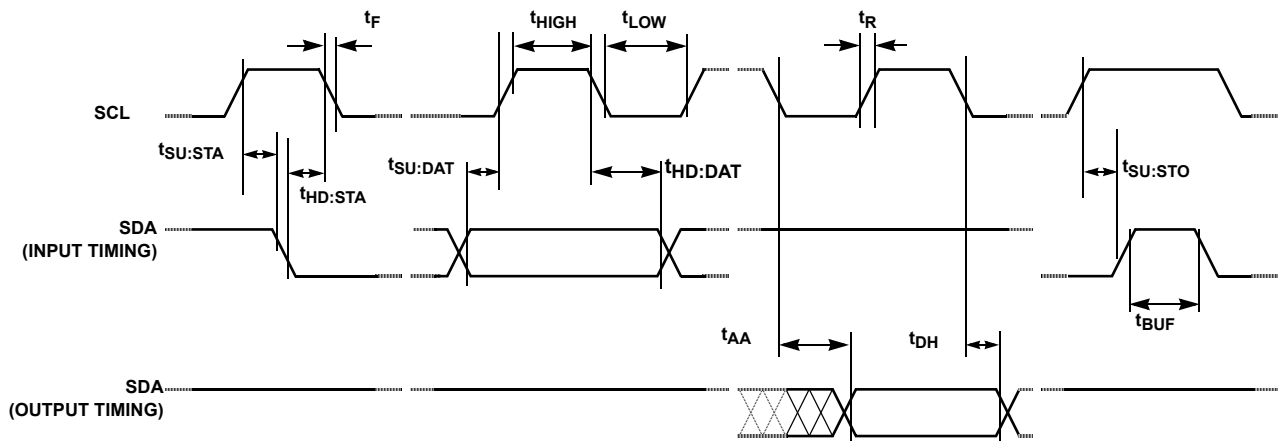 tF
tHIGH
tLOW
tR
SCL
tSU:STA
tHD:STA
tSU:DAT
tHD:DAT
tSU:STO
SDA
(INPUT TIMING)
tBUF
tAA
tDH
SDA
(OUTPUT TIMING)